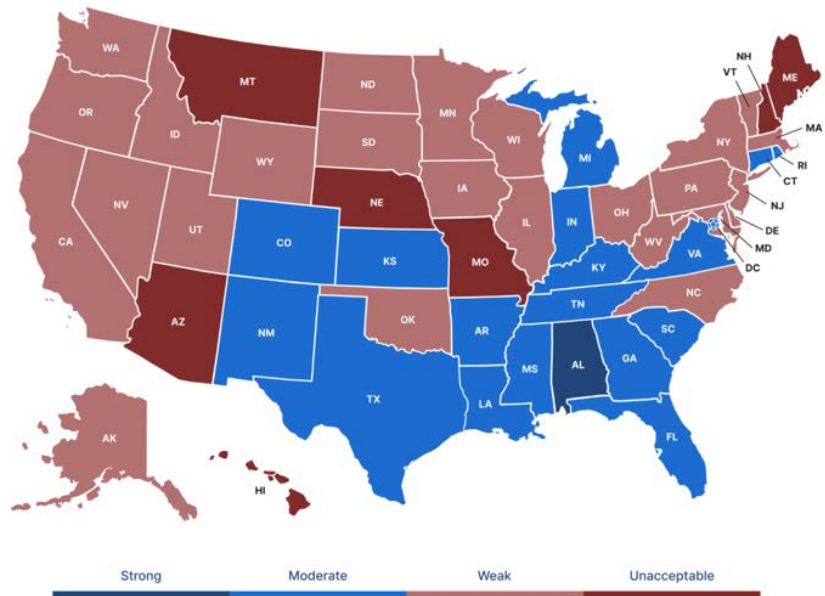 WA
MT
ND
MN
OR
ID
SD
WI
WY
MI
NY
VT
NH
ME
MA
RI
CT
NV
UT
CA
NE
IA
IL
IN
OH
PA
NJ
DE
MD
DC
WV
VA
CO
KS
MO
KY
AZ
NM
OK
AR
TN
NC
SC
TX
MS
AL
GA
LA
FL
AK
HI
Strong Moderate Weak Unacceptable